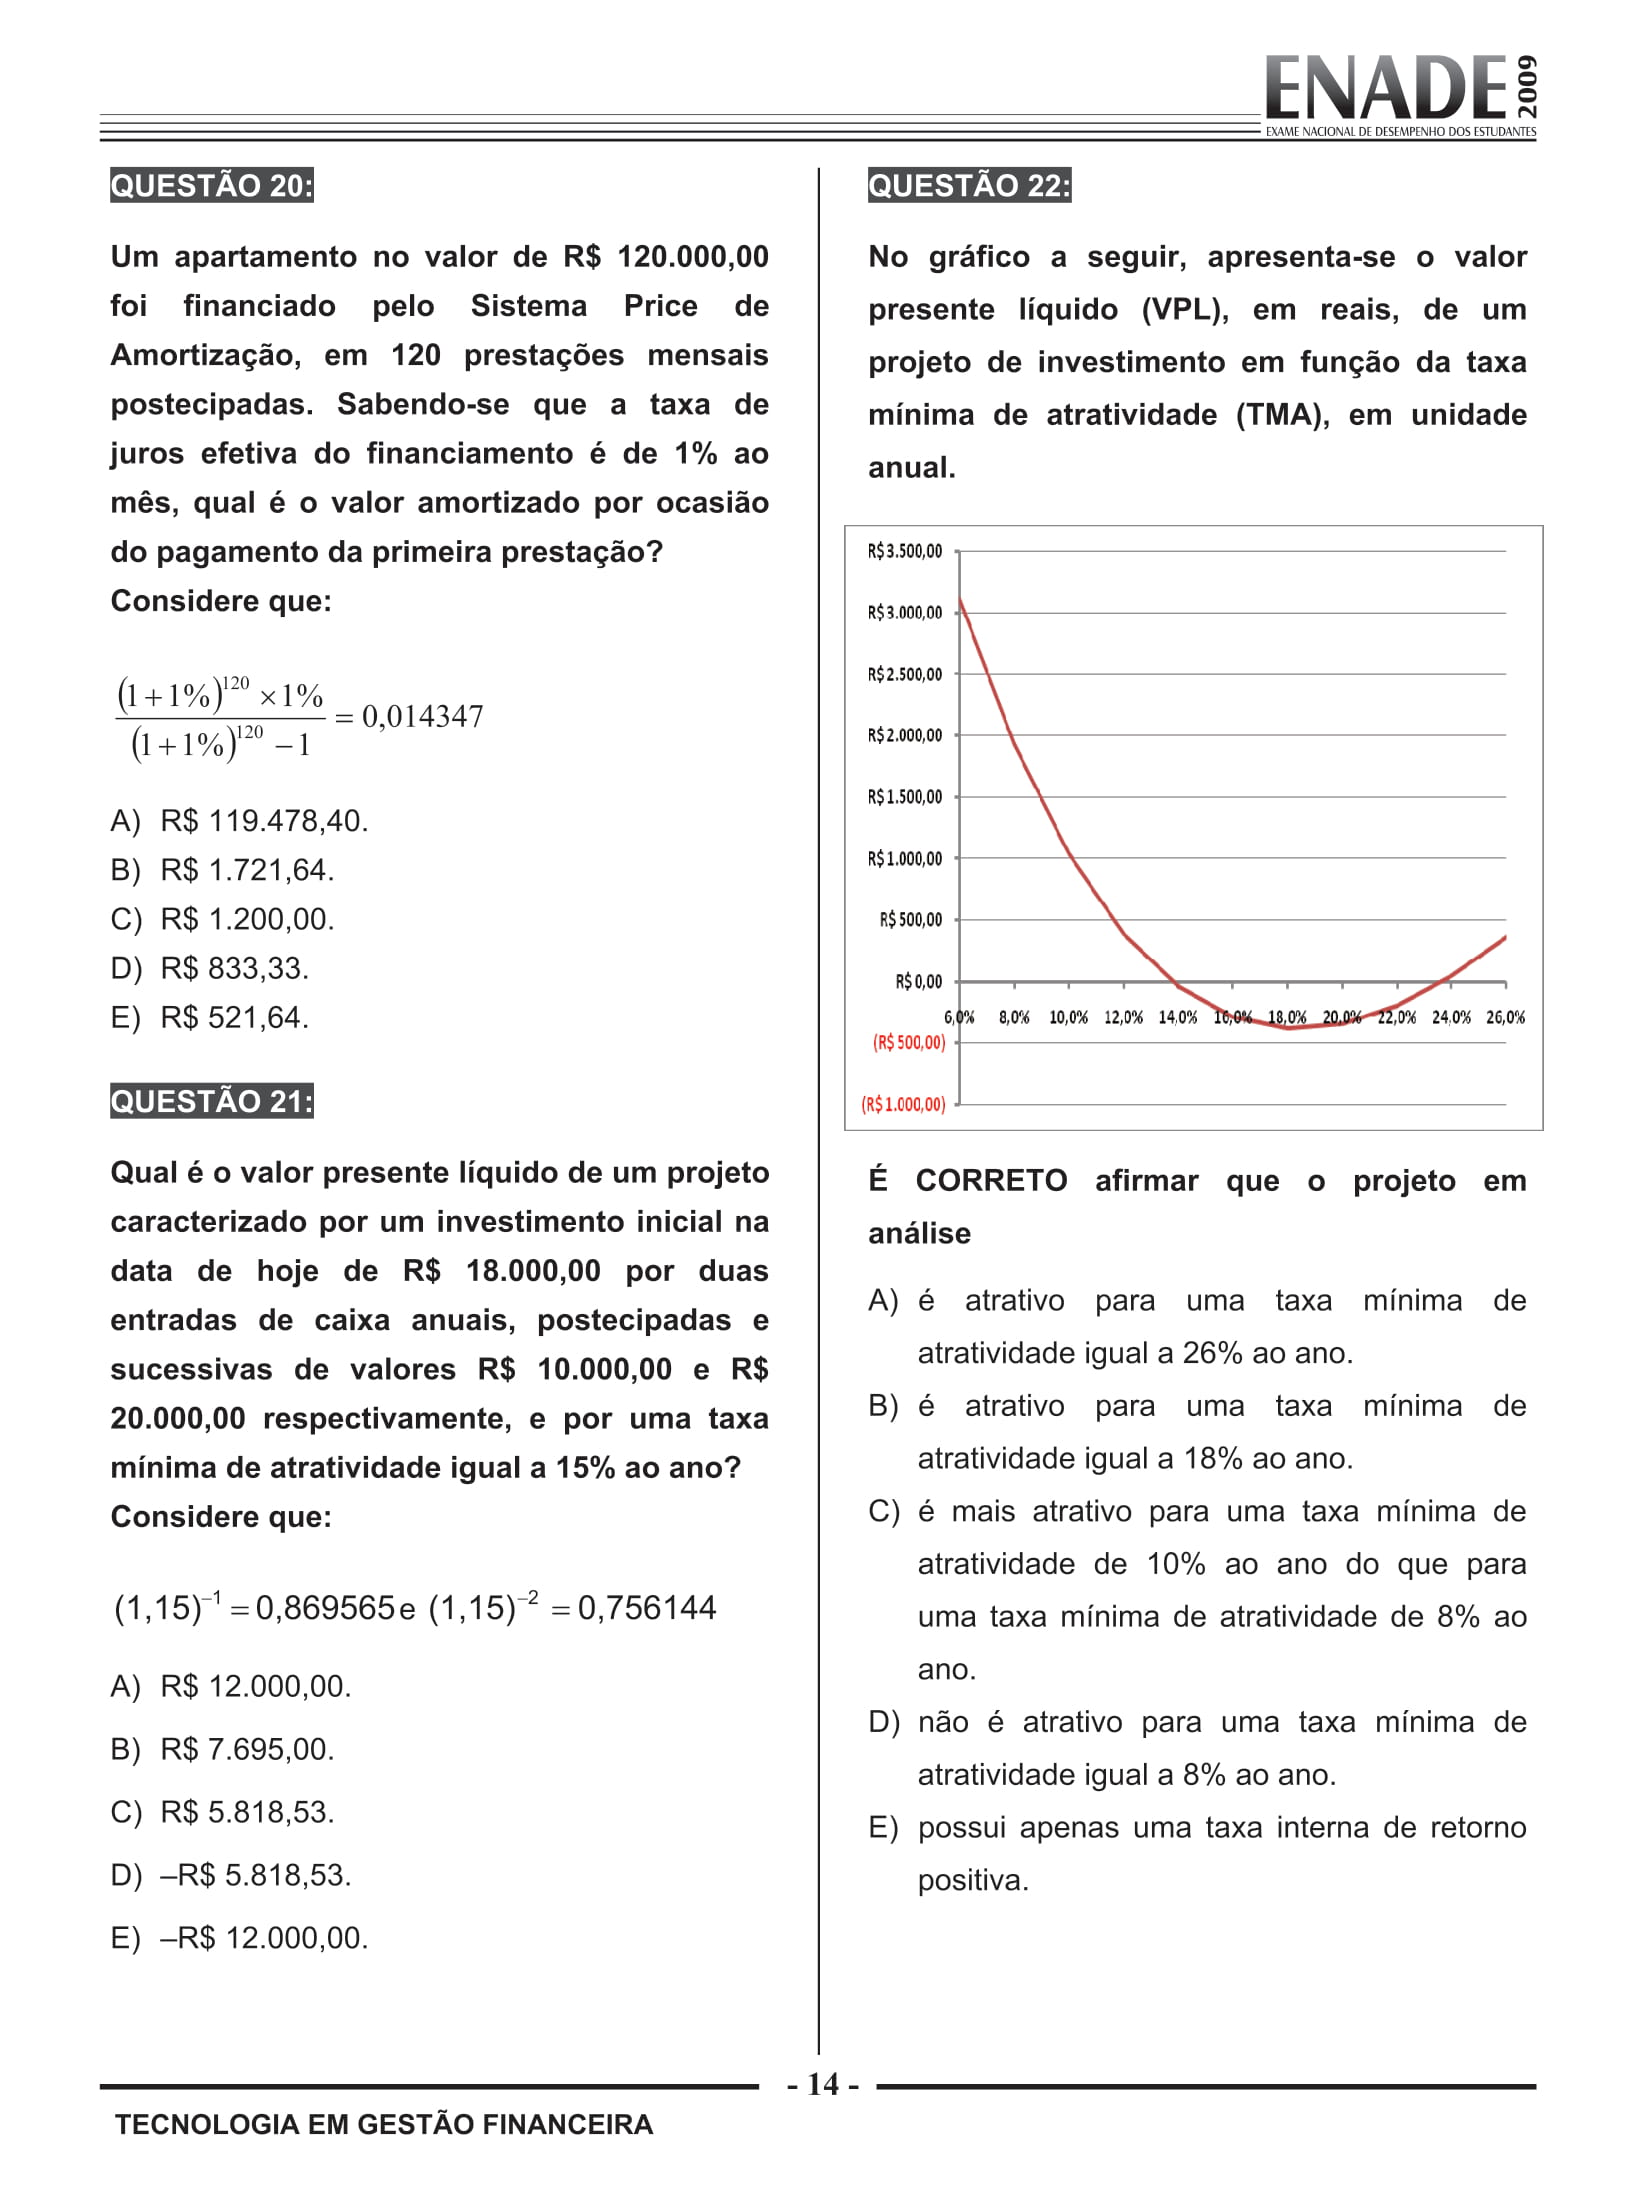 ENADE 2009
EXAME NACIONAL DE DESEMPENHO DOS ESTUDANTES
QUESTÃO 20:
Um apartamento no valor de R$ 120.000,00
foi financiado pelo Sistema Price de
Amortização, em 120 prestações mensais
postecipadas. Sabendo-se que a taxa de
juros efetiva do financiamento é de 1% ao
mês, qual é o valor amortizado por ocasião
do pagamento da primeira prestação?
Considere que:
(1+1%)^120 ×1%
(1+1%)^120 −1
= 0,014347
A) R$ 119.478,40.
B) R$ 1.721,64.
C) R$ 1.200,00.
D) R$ 833,33.
E) R$ 521,64.
QUESTÃO 21:
Qual é o valor presente líquido de um projeto
caracterizado por um investimento inicial na
data de hoje de R$ 18.000,00 por duas
entradas de caixa anuais, postecipadas e
sucessivas de valores R$ 10.000,00 e R$
20.000,00 respectivamente, e por uma taxa
mínima de atratividade igual a 15% ao ano?
Considere que:
(1,15)^−1 = 0,869565 e (1,15)^−2 = 0,756144
A) R$ 12.000,00.
B) R$ 7.695,00.
C) R$ 5.818,53.
D) –R$ 5.818,53.
E) –R$ 12.000,00.
QUESTÃO 22:
No gráfico a seguir, apresenta-se o valor
presente líquido (VPL), em reais, de um
projeto de investimento em função da taxa
mínima de atratividade (TMA), em unidade
anual.
R$ 3.500,00
R$ 3.000,00
R$ 2.500,00
R$ 2.000,00
R$ 1.500,00
R$ 1.000,00
R$ 500,00
R$ 0,00
6,0% 8,0% 10,0% 12,0% 14,0% 16,0% 18,0% 20,0% 22,0% 24,0% 26,0%
(R$ 500,00)
(R$ 1.000,00)
É CORRETO afirmar que o projeto em
análise
A) é atrativo para uma taxa mínima de
atratividade igual a 26% ao ano.
B) é atrativo para uma taxa mínima de
atratividade igual a 18% ao ano.
C) é mais atrativo para uma taxa mínima de
atratividade de 10% ao ano do que para
uma taxa mínima de atratividade de 8% ao
ano.
D) não é atrativo para uma taxa mínima de
atratividade igual a 8% ao ano.
E) possui apenas uma taxa interna de retorno
positiva.
- 14 -
TECNOLOGIA EM GESTÃO FINANCEIRA